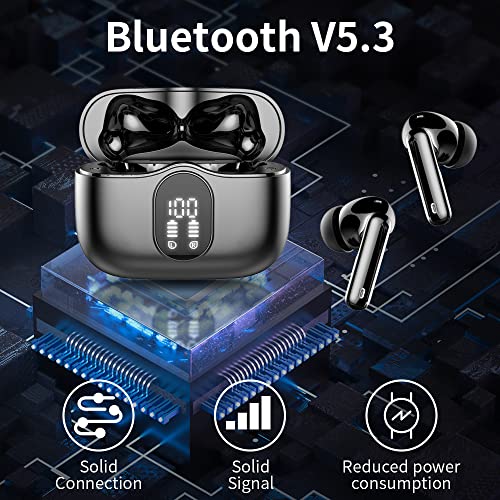 Bluetooth V5.3
100
L R
Solid
Connection
Solid
Signal
Reduced power
consumption